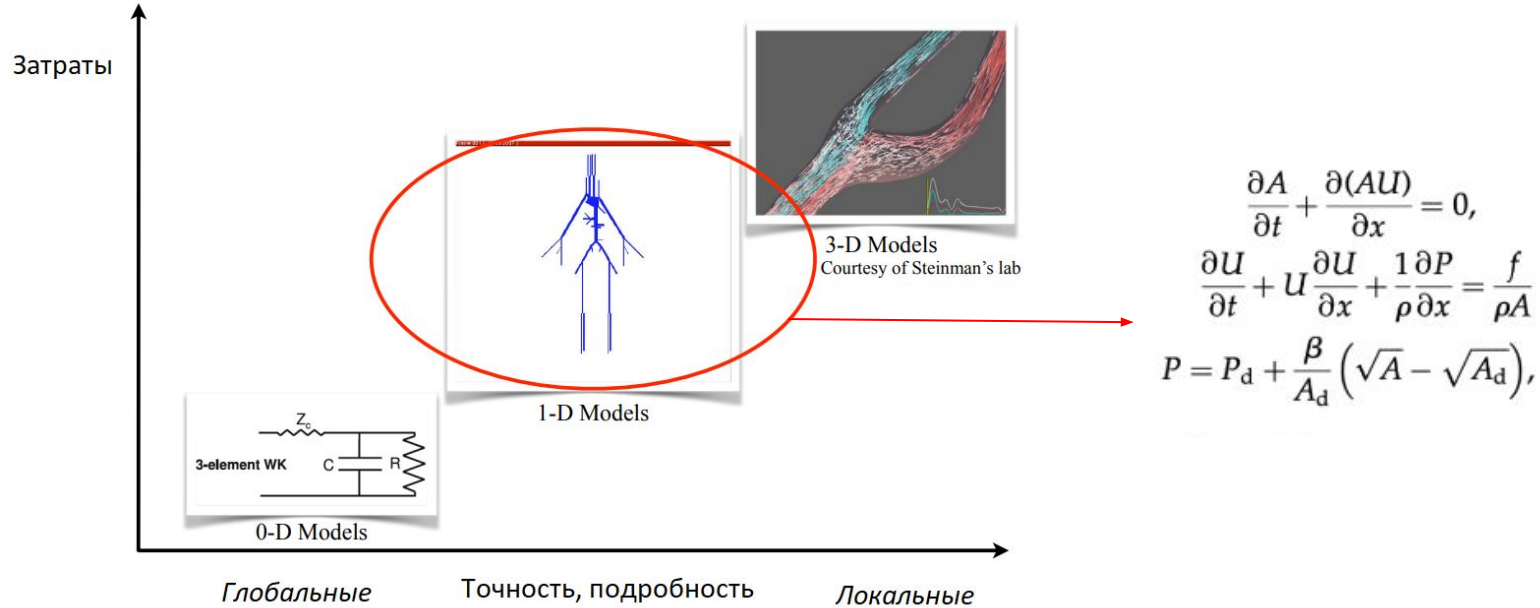 Затраты
3-D Models
Courtesy of Steinman's lab
1-D Models
Z_c
3-element WK
C
R
0-D Models
Глобальные
Точность, подробность
Локальные
∂A/∂t + ∂(AU)/∂x = 0,
∂U/∂t + U ∂U/∂x + 1/ρ ∂P/∂x = f/ρA
P = P_d + β/A_d (√A − √A_d),